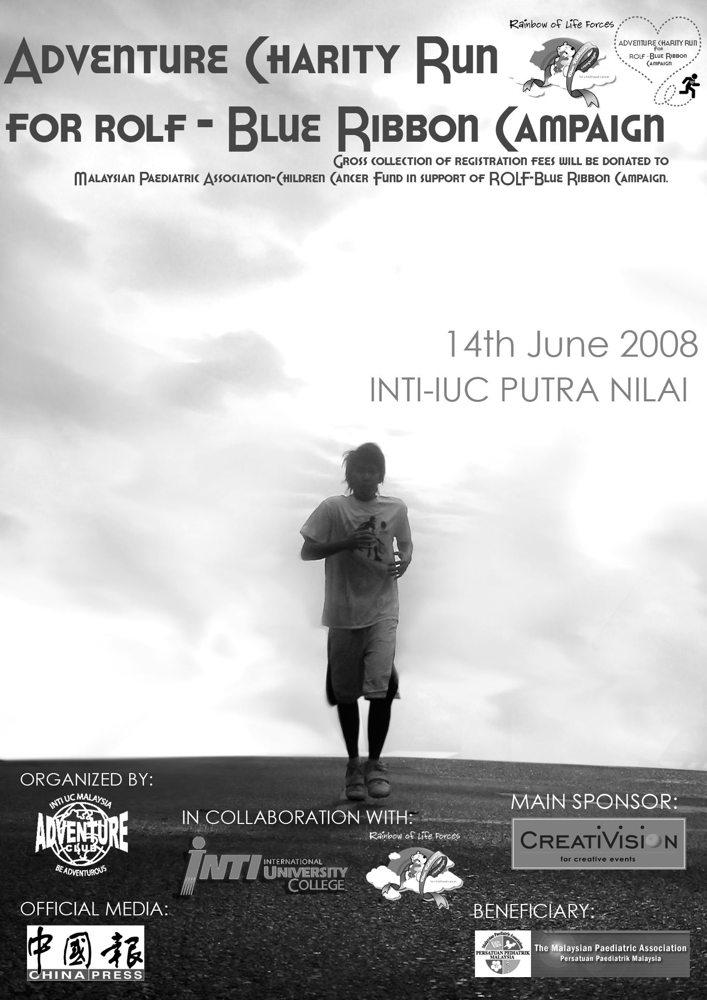 Adventure Charity Run
for rolf - Blue Ribbon Campaign
Rainbow of Life Forces
Blue Ribbon
campaign
for childhood cancer
ADVENTURE CHARITY RUN
FOR
ROLF - BLUE RIBBON
CAMPAIGN
Gross collection of registration fees will be donated to
Malaysian Paediatric Association-Children Cancer Fund in support of ROLF-Blue Ribbon Campaign.
14th June 2008
INTI-IUC PUTRA NILAI
ORGANIZED BY:
INTI UC MALAYSIA
ADVENTURE
CLUB
BE ADVENTUROUS
IN COLLABORATION WITH:
INTI INTERNATIONAL
UNIVERSITY
COLLEGE
Rainbow of Life Forces
Blue Ribbon
campaign
for childhood cancer
MAIN SPONSOR:
CREATIVISION
for creative events
OFFICIAL MEDIA:
中國報
CHINA PRESS
BENEFICIARY:
Malaysian Paediatric Association
PERSATUAN PEDIATRIK
MALAYSIA
The Malaysian Paediatric Association
Persatuan Paediatrik Malaysia